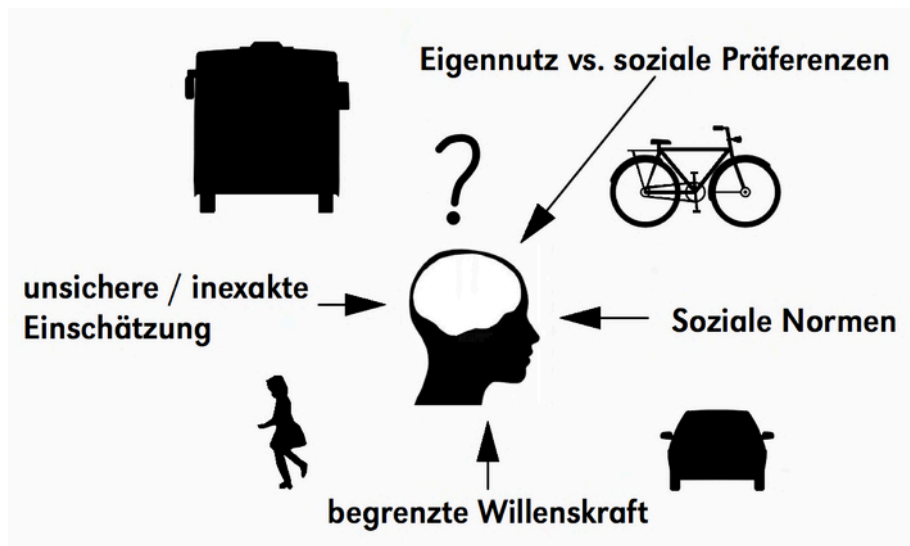 Eigennutz vs. soziale Präferenzen
?
unsichere / inexakte
Einschätzung
Soziale Normen
begrenzte Willenskraft